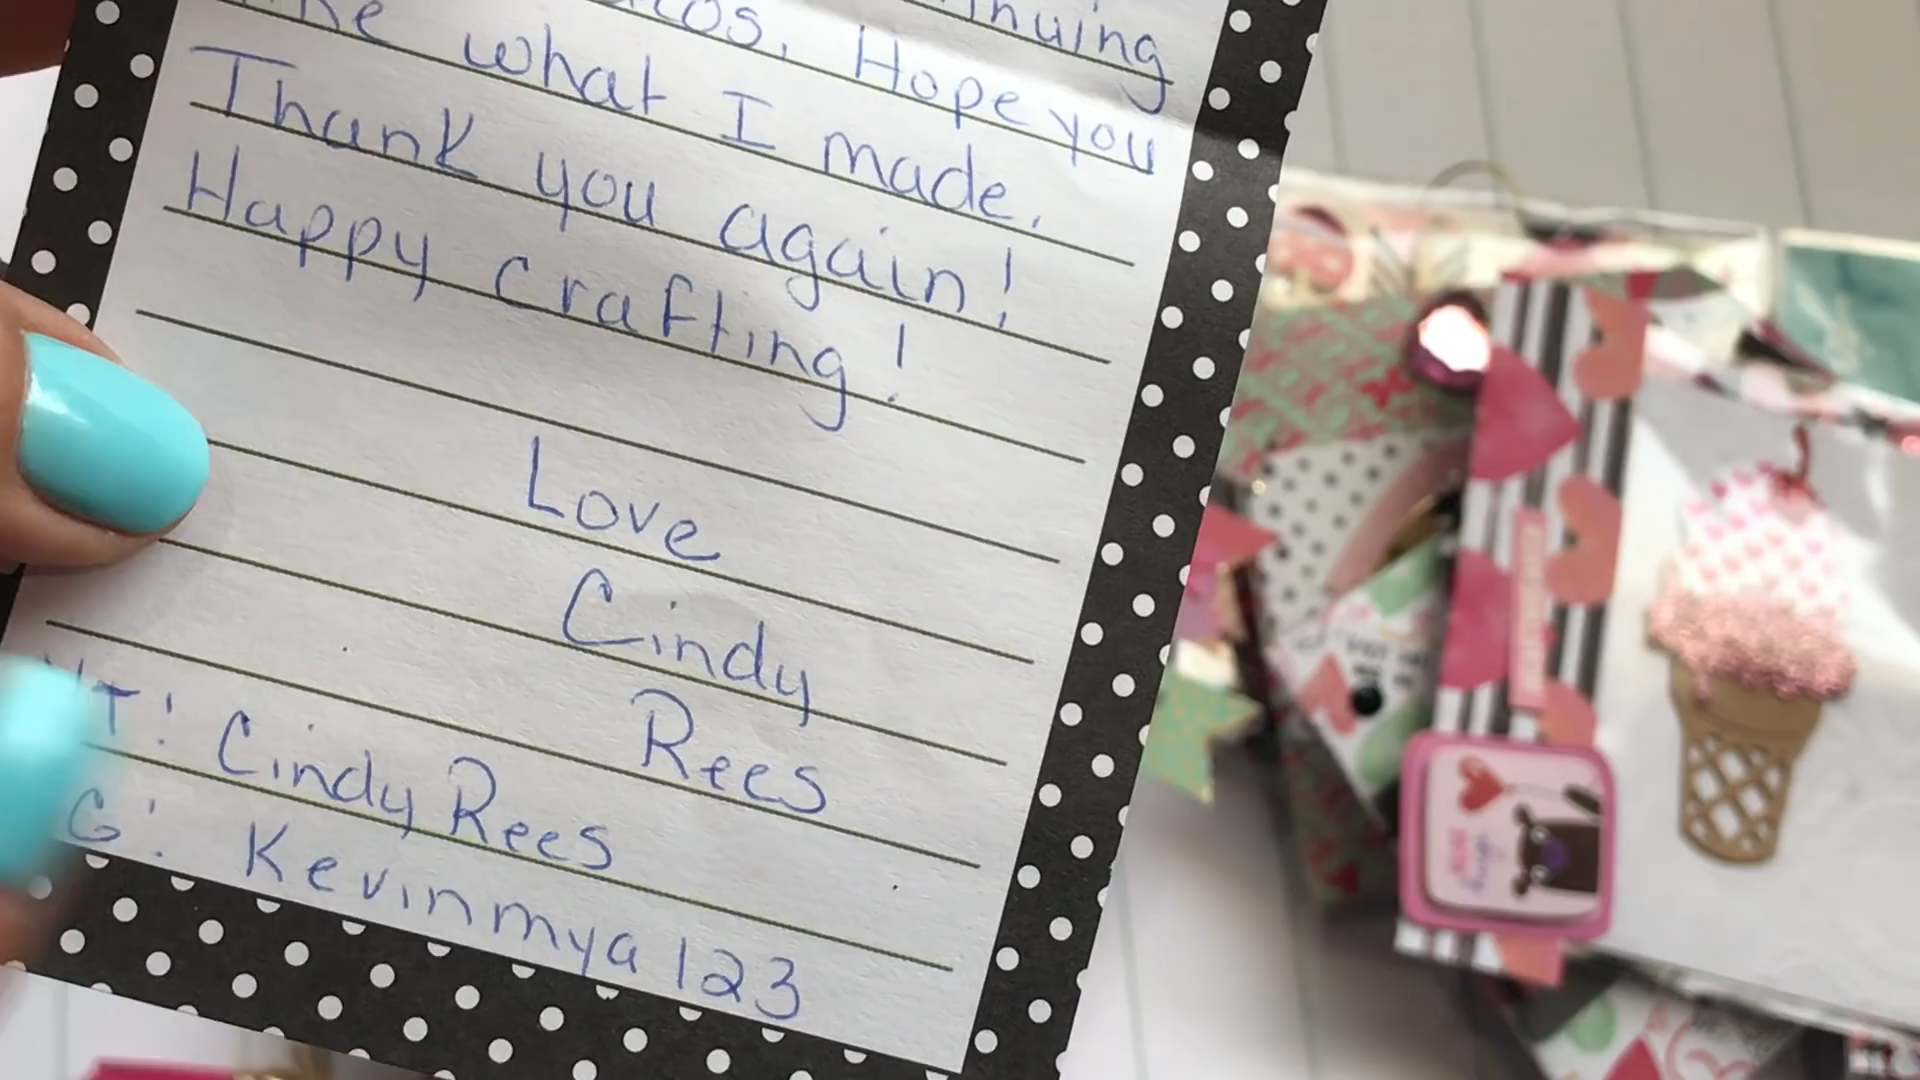 Hope you
what I made.
Thank you again!
Happy crafting!
Love
Cindy
Rees
T: Cindy Rees
G: Kevinmya123